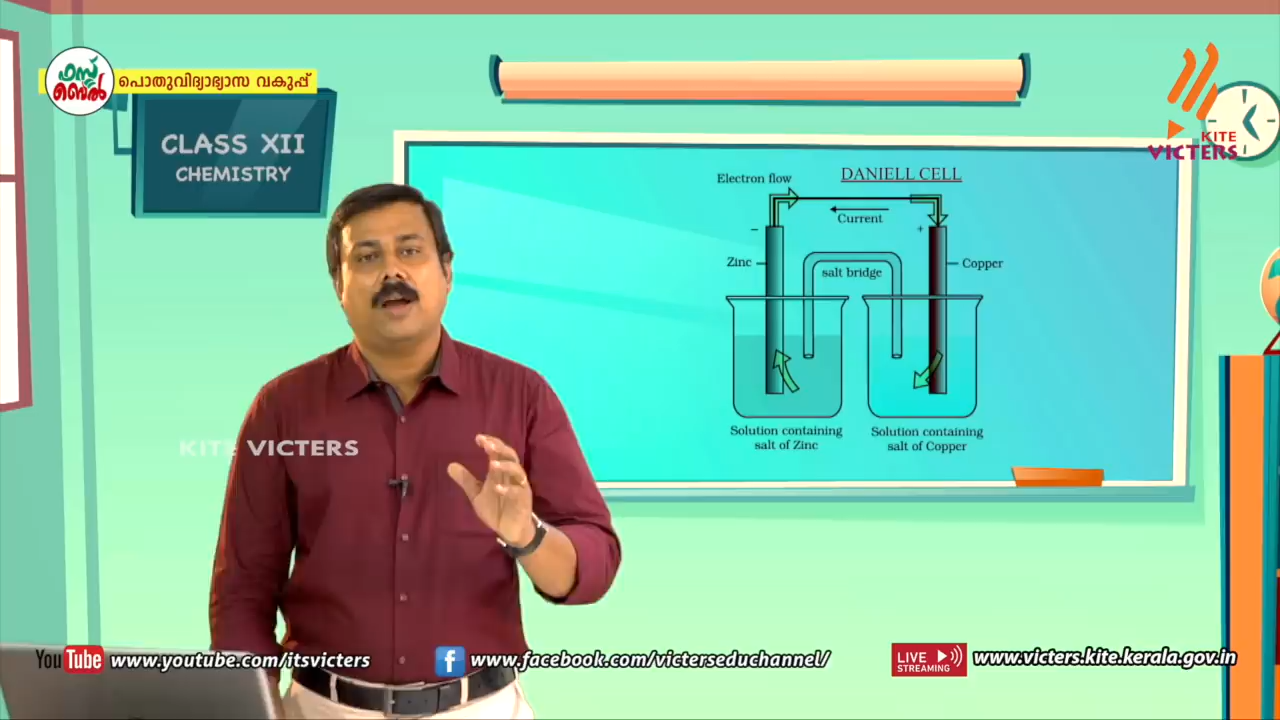 ഫസ്റ്റ്
ബെൽ
പൊതുവിദ്യാഭ്യാസ വകുപ്പ്
CLASS XII
CHEMISTRY
KITE
VICTERS
DANIELL CELL
Electron flow
Current
−
+
Zinc
salt bridge
Copper
Solution containing
salt of Zinc
Solution containing
salt of Copper
KITE VICTERS
YouTube www.youtube.com/itsvicters
f www.facebook.com/victerseduchannel/
LIVE
STREAMING
www.victers.kite.kerala.gov.in